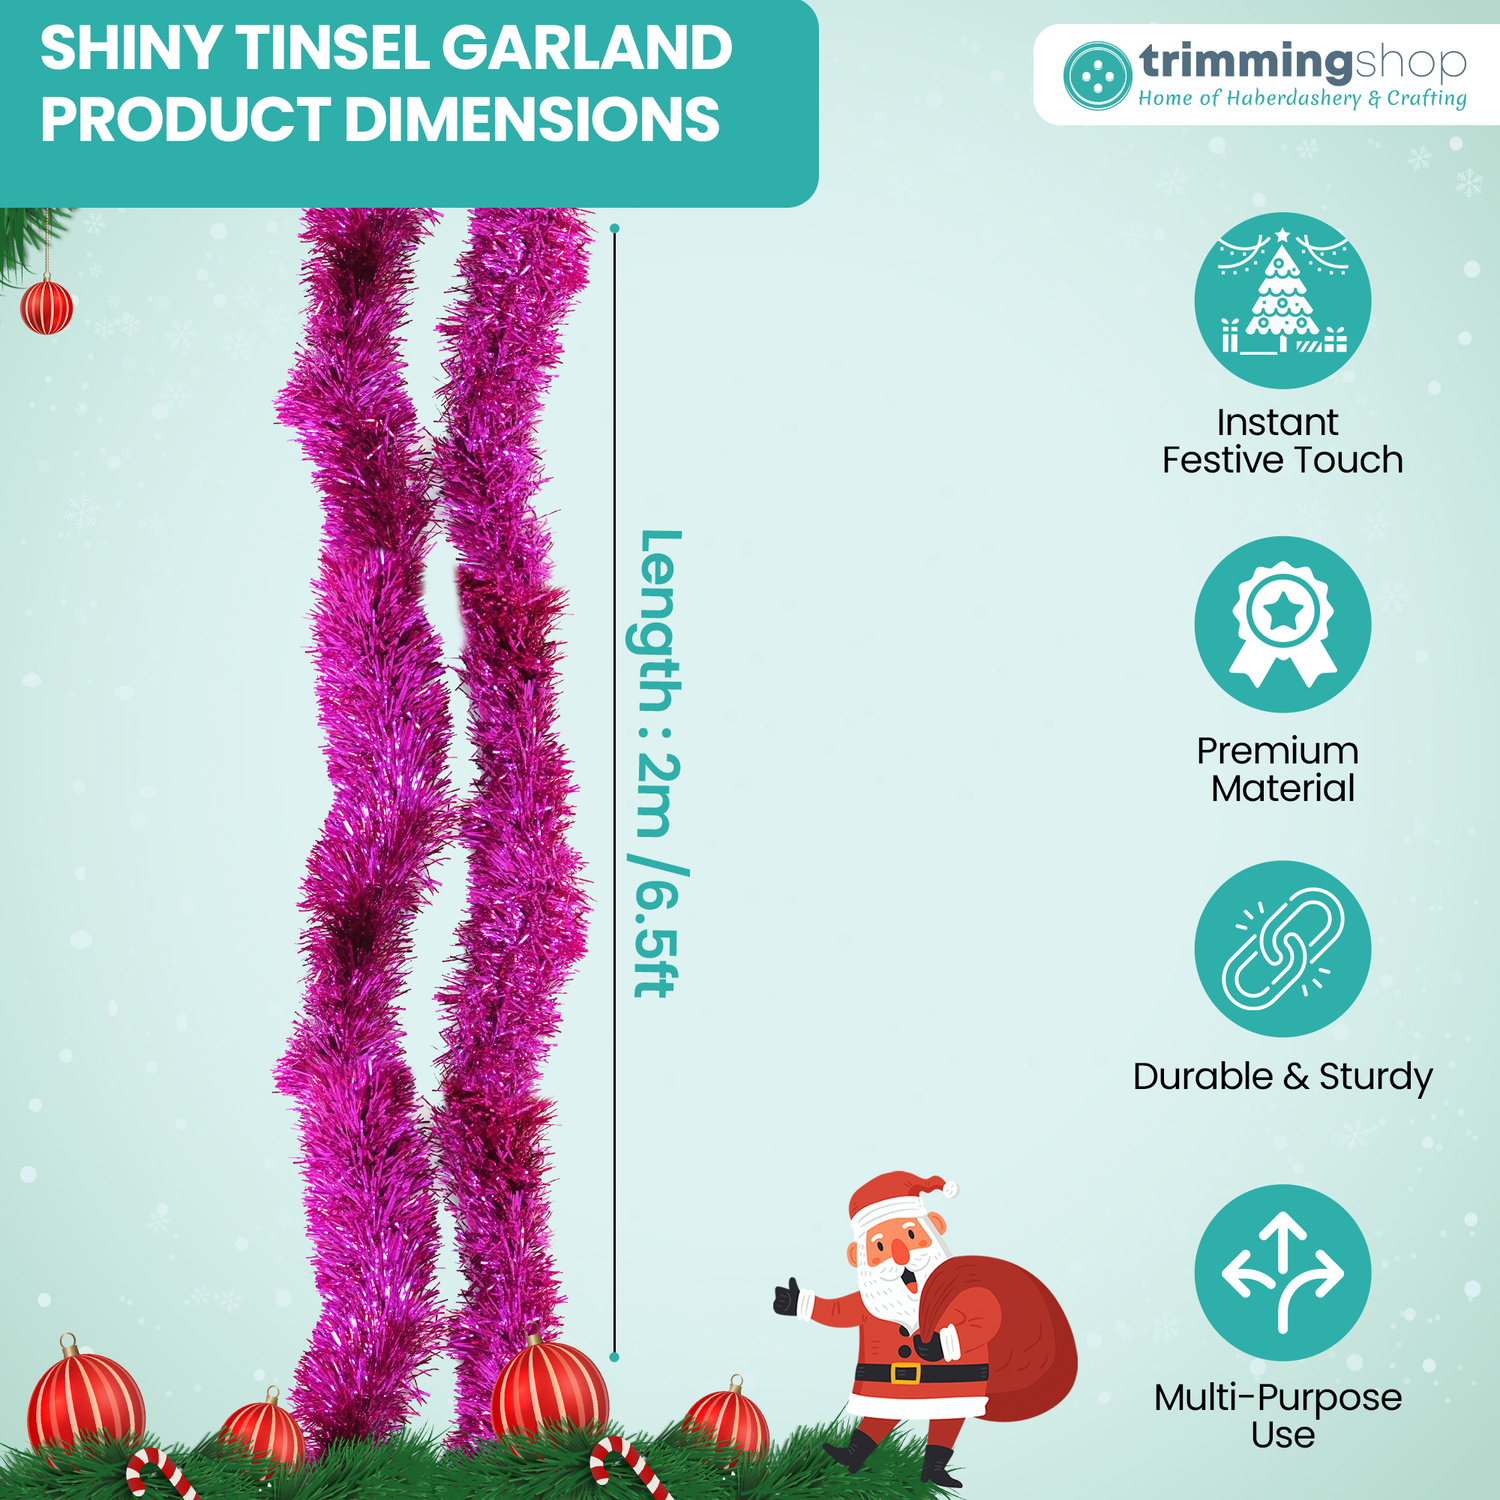 SHINY TINSEL GARLAND
PRODUCT DIMENSIONS
trimmingshop
Home of Haberdashery & Crafting
Length : 2m /6.5ft
Instant
Festive Touch
Premium
Material
Durable & Sturdy
Multi-Purpose
Use